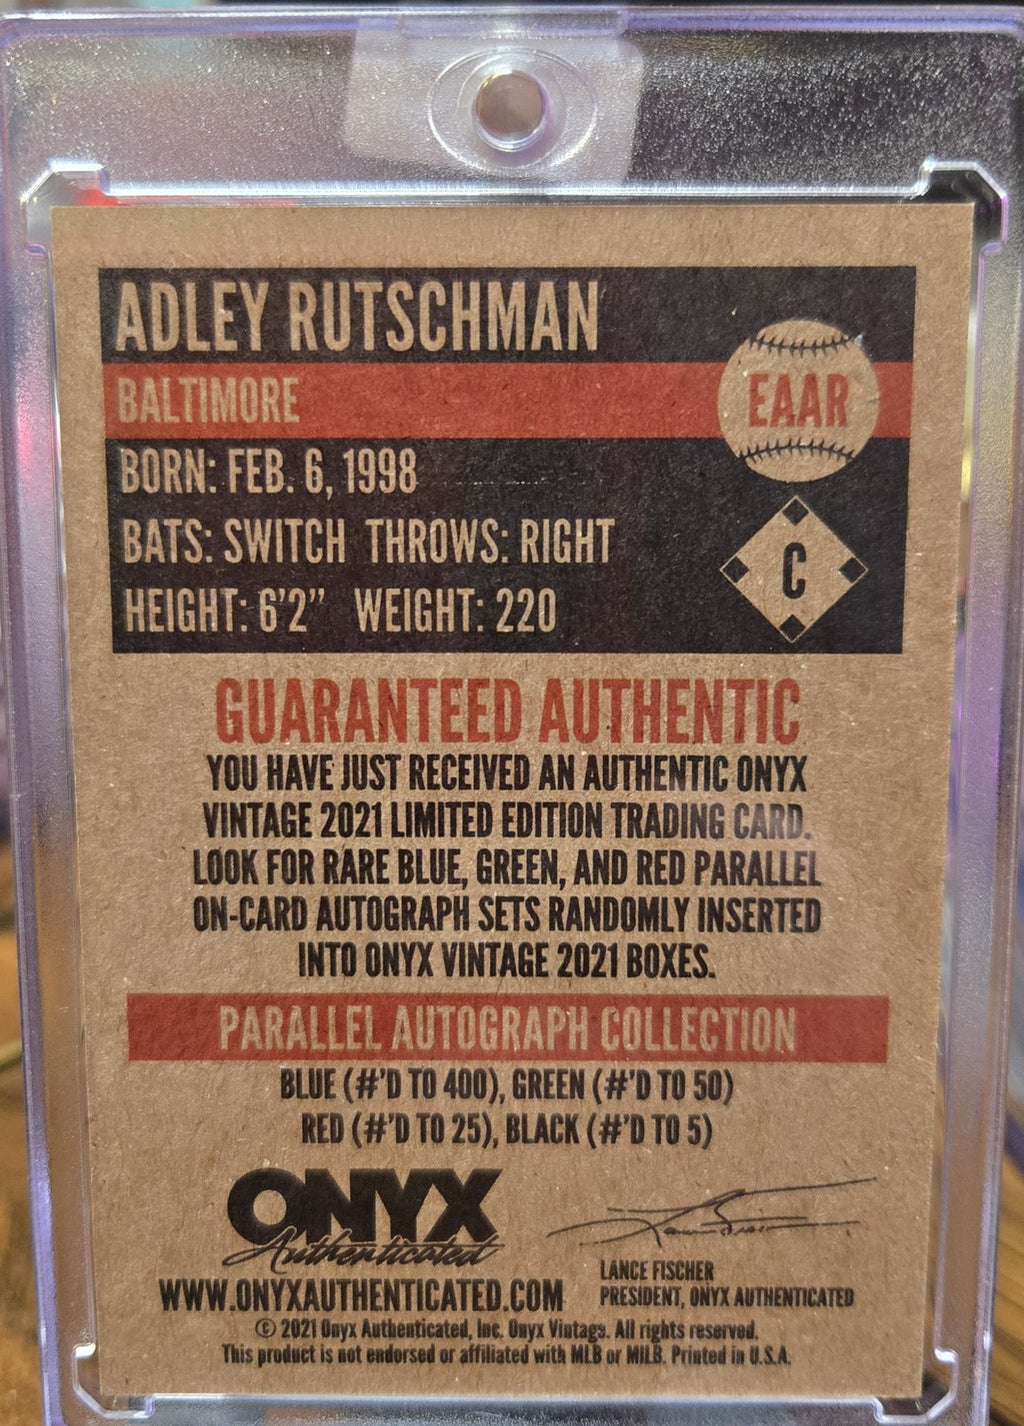 ADLEY RUTSCHMAN
BALTIMORE
EAAR
BORN: FEB. 6, 1998
BATS: SWITCH THROWS: RIGHT
C
HEIGHT: 6'2" WEIGHT: 220
GUARANTEED AUTHENTIC
YOU HAVE JUST RECEIVED AN AUTHENTIC ONYX
VINTAGE 2021 LIMITED EDITION TRADING CARD.
LOOK FOR RARE BLUE, GREEN, AND RED PARALLEL
ON-CARD AUTOGRAPH SETS RANDOMLY INSERTED
INTO ONYX VINTAGE 2021 BOXES.
PARALLEL AUTOGRAPH COLLECTION
BLUE (#'D TO 400), GREEN (#'D TO 50)
RED (#'D TO 25), BLACK (#'D TO 5)
ONYX
Authenticated
WWW.ONYXAUTHENTICATED.COM
LANCE FISCHER
PRESIDENT, ONYX AUTHENTICATED
© 2021 Onyx Authenticated, Inc. Onyx Vintage. All rights reserved.
This product is not endorsed or affiliated with MLB or MILB. Printed in U.S.A.